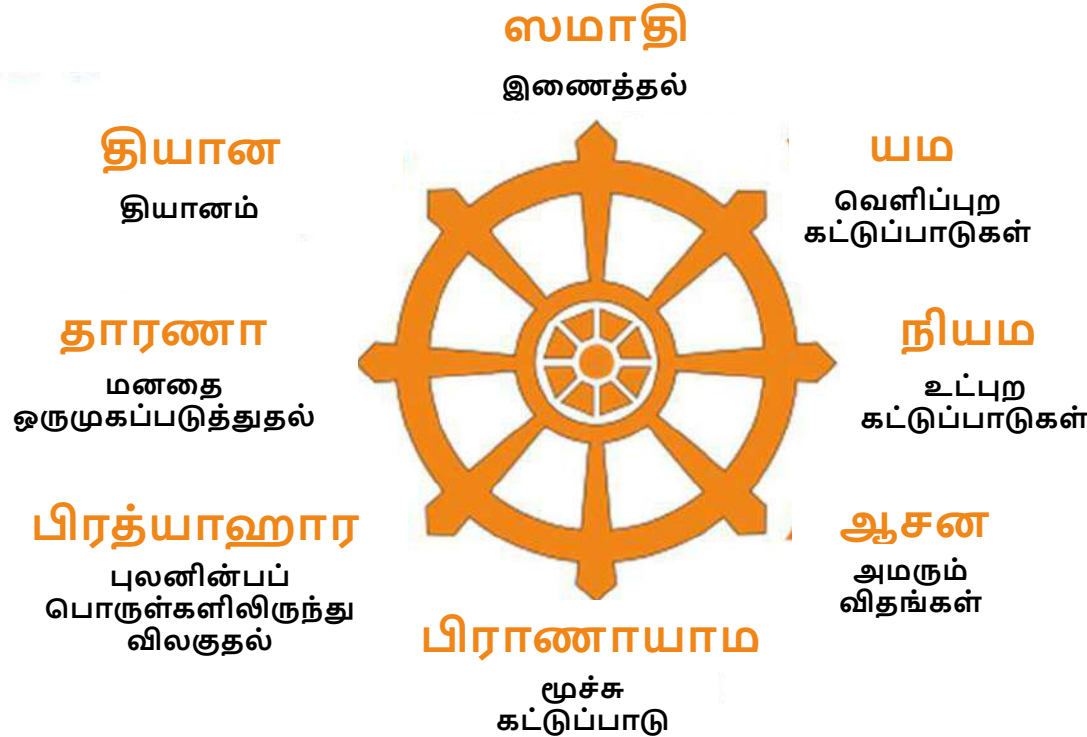 ஸமாதி
இணைத்தல்
யம
வெளிப்புற
கட்டுப்பாடுகள்
நியம
உட்புற
கட்டுப்பாடுகள்
ஆசன
அமரும்
விதங்கள்
பிராணாயாம
மூச்சு
கட்டுப்பாடு
பிரத்யாஹார
புலனின்பப்
பொருள்களிலிருந்து
விலகுதல்
தாரணா
மனதை
ஒருமுகப்படுத்துதல்
தியான
தியானம்